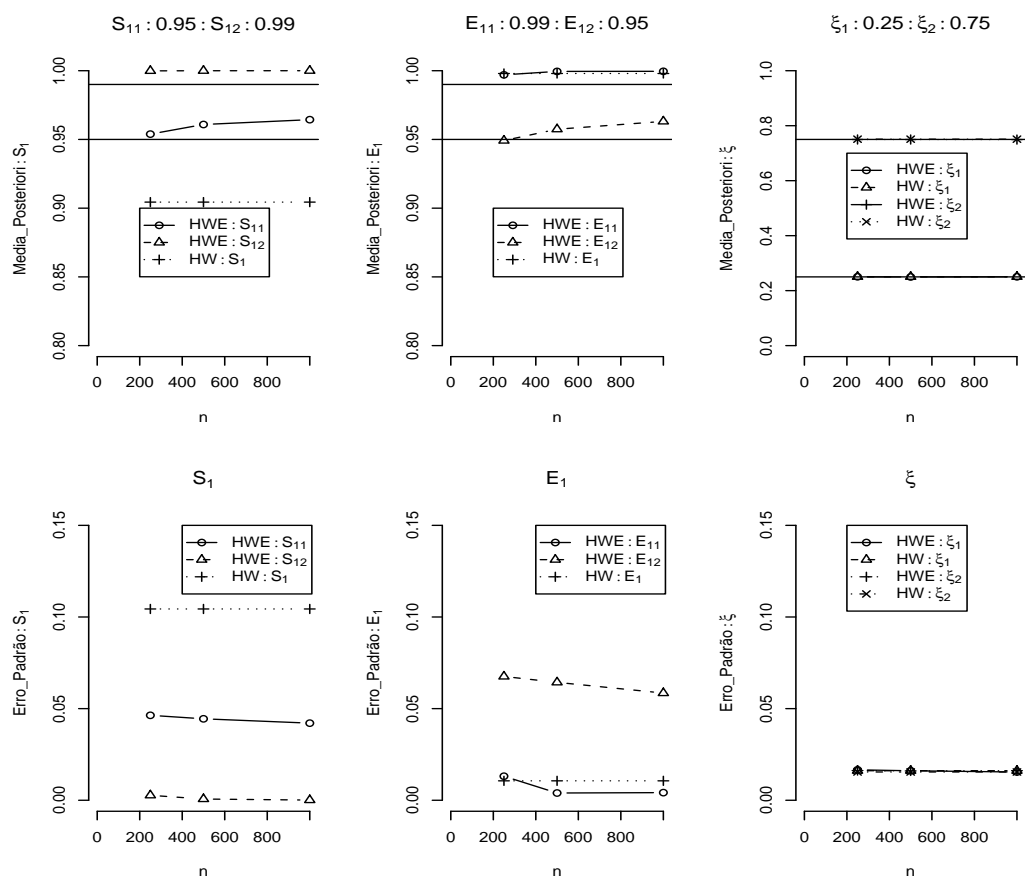 S11 : 0.95 : S12 : 0.99
Media_Posteriori : S1
1.00
0.95
0.90
0.85
0.80
HWE : S11
HWE : S12
HW : S1
0 200 400 600 800
n
E11 : 0.99 : E12 : 0.95
Media_Posteriori : E1
1.00
0.95
0.90
0.85
0.80
HWE : E11
HWE : E12
HW : E1
0 200 400 600 800
n
ξ1 : 0.25 : ξ2 : 0.75
Media_Posteriori : ξ
1.0
0.8
0.6
0.4
0.2
0.0
HWE : ξ1
HW : ξ1
HWE : ξ2
HW : ξ2
0 200 400 600 800
n
S1
Erro_Padrão : S1
0.15
0.10
0.05
0.00
HWE : S11
HWE : S12
HW : S1
0 200 400 600 800
n
E1
Erro_Padrão : E1
0.15
0.10
0.05
0.00
HWE : E11
HWE : E12
HW : E1
0 200 400 600 800
n
ξ
Erro_Padrão : ξ
0.15
0.10
0.05
0.00
HWE : ξ1
HW : ξ1
HWE : ξ2
HW : ξ2
0 200 400 600 800
n